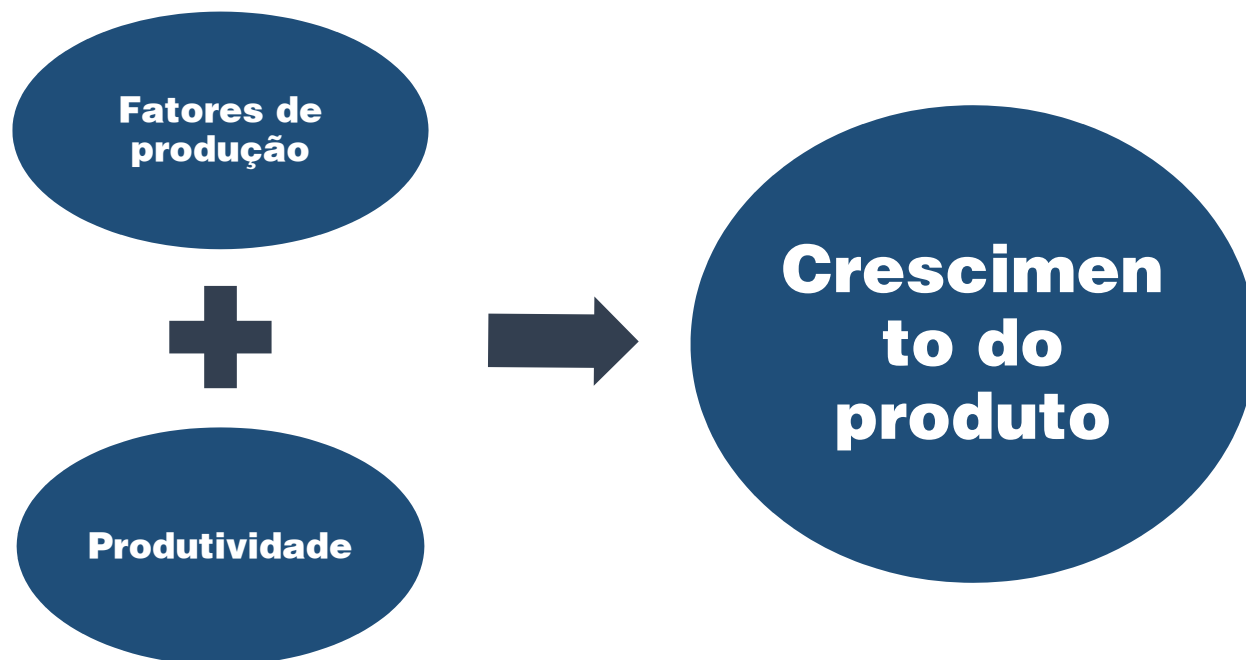 Fatores de
produção
Produtividade
Crescimen
to do
produto